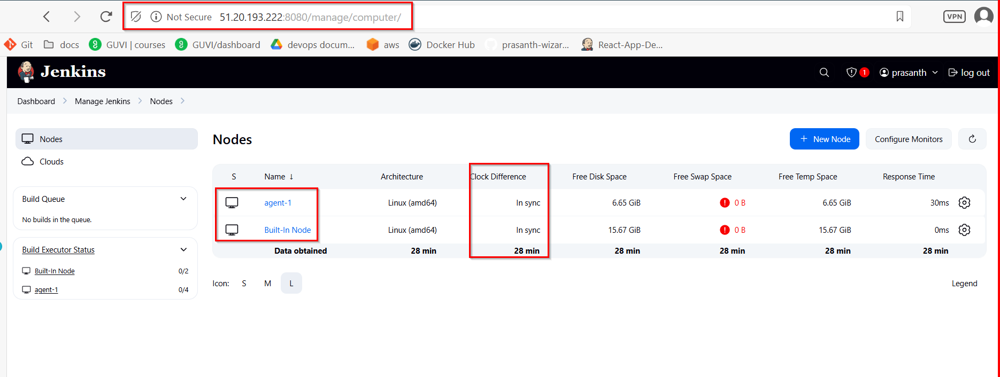 Not Secure 51.20.193.222:8080/manage/computer/
VPN
Git docs GUVI | courses GUVI/dashboard devops docum... aws Docker Hub prasanth-wizar... React-App-De...
Jenkins
1 prasanth log out
Dashboard Manage Jenkins Nodes
Nodes
Clouds
Build Queue
No builds in the queue.
Build Executor Status
Built-In Node 0/2
agent-1 0/4
Nodes
+ New Node Configure Monitors
S Name ↓ Architecture Clock Difference Free Disk Space Free Swap Space Free Temp Space Response Time
agent-1 Linux (amd64) In sync 6.65 GiB 0 B 6.65 GiB 30ms
Built-In Node Linux (amd64) In sync 15.67 GiB 0 B 15.67 GiB 0ms
Data obtained 28 min 28 min 28 min 28 min 28 min 28 min
Icon: S M L
Legend